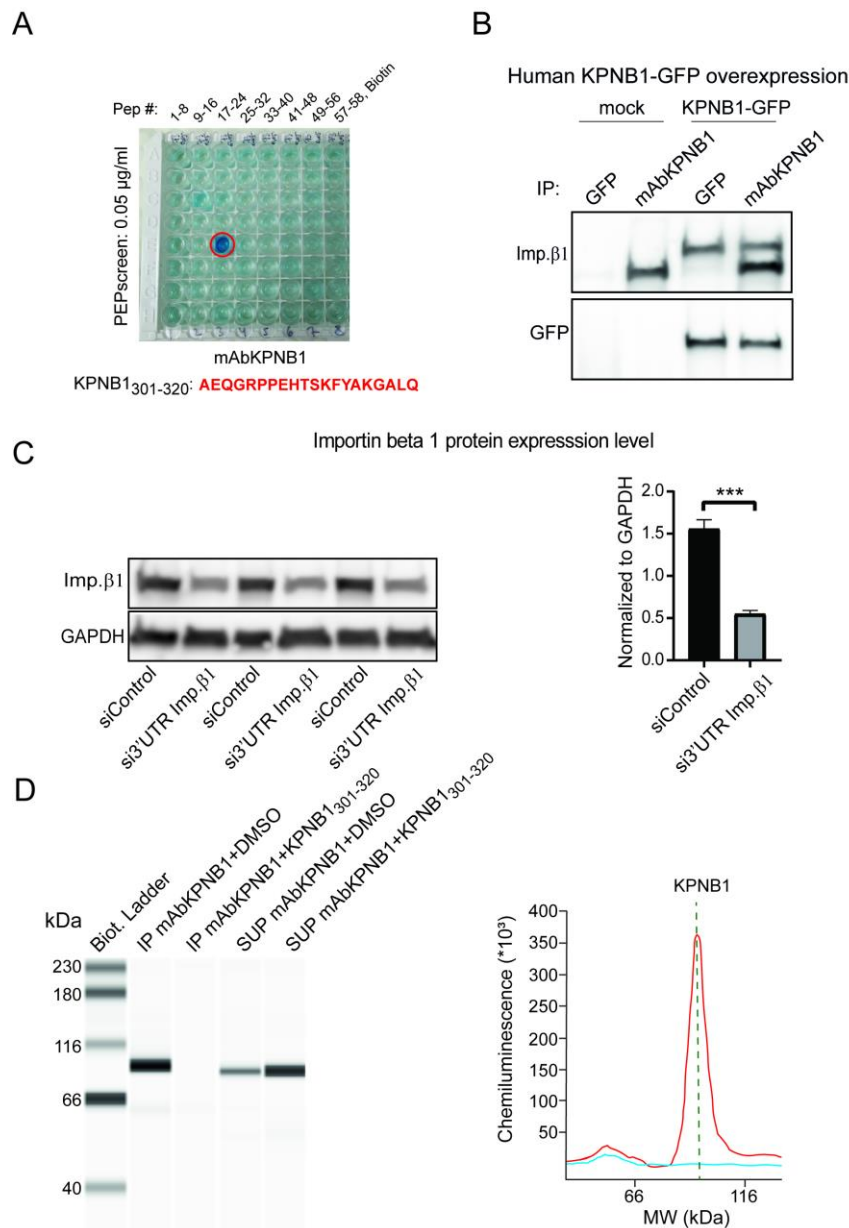 A
Pep #:
1-8
9-16
17-24
25-32
33-40
41-48
49-56
57-58, Biotin
PEPscreen: 0.05 µg/ml
mAbKPNB1
KPNB1301-320: AEQGRPPEHTSKFYAKGALQ
B
Human KPNB1-GFP overexpression
mock KPNB1-GFP
IP: GFP mAbKPNB1 GFP mAbKPNB1
Imp.β1
GFP
C
Importin beta 1 protein expresssion level
Imp.β1
GAPDH
siControl
si3'UTR Imp.β1
siControl
si3'UTR Imp.β1
siControl
si3'UTR Imp.β1
Normalized to GAPDH
2.0
1.5
1.0
0.5
0.0
***
siControl
si3'UTR Imp.β1
D
kDa
Biot. Ladder
IP mAbKPNB1+DMSO
IP mAbKPNB1+KPNB1301-320
SUP mAbKPNB1+DMSO
SUP mAbKPNB1+KPNB1301-320
230
180
116
66
40
KPNB1
Chemiluminescence (*10³)
400
350
300
250
200
150
100
50
66 116
MW (kDa)